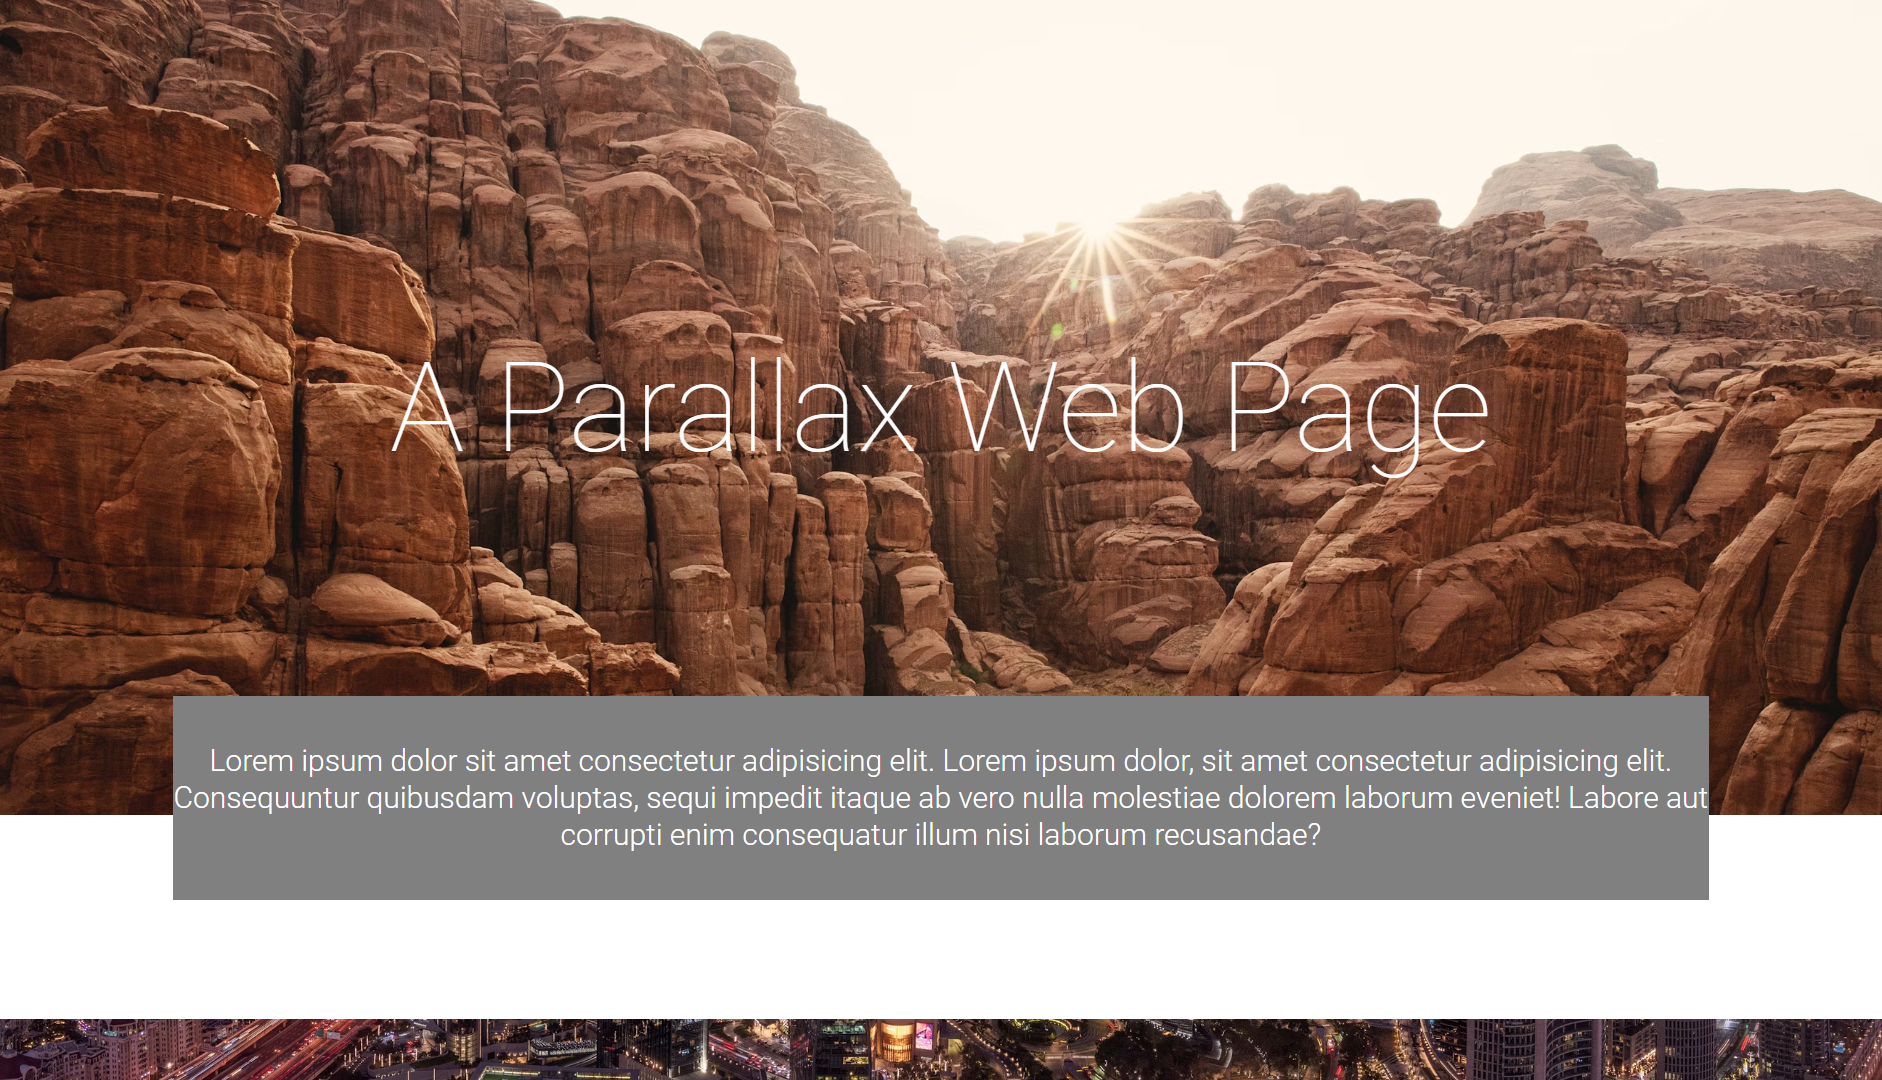 A Parallax Web Page
Lorem ipsum dolor sit amet consectetur adipisicing elit. Lorem ipsum dolor, sit amet consectetur adipisicing elit.
Consequuntur quibusdam voluptas, sequi impedit itaque ab vero nulla molestiae dolorem laborum eveniet! Labore aut
corrupti enim consequatur illum nisi laborum recusandae?